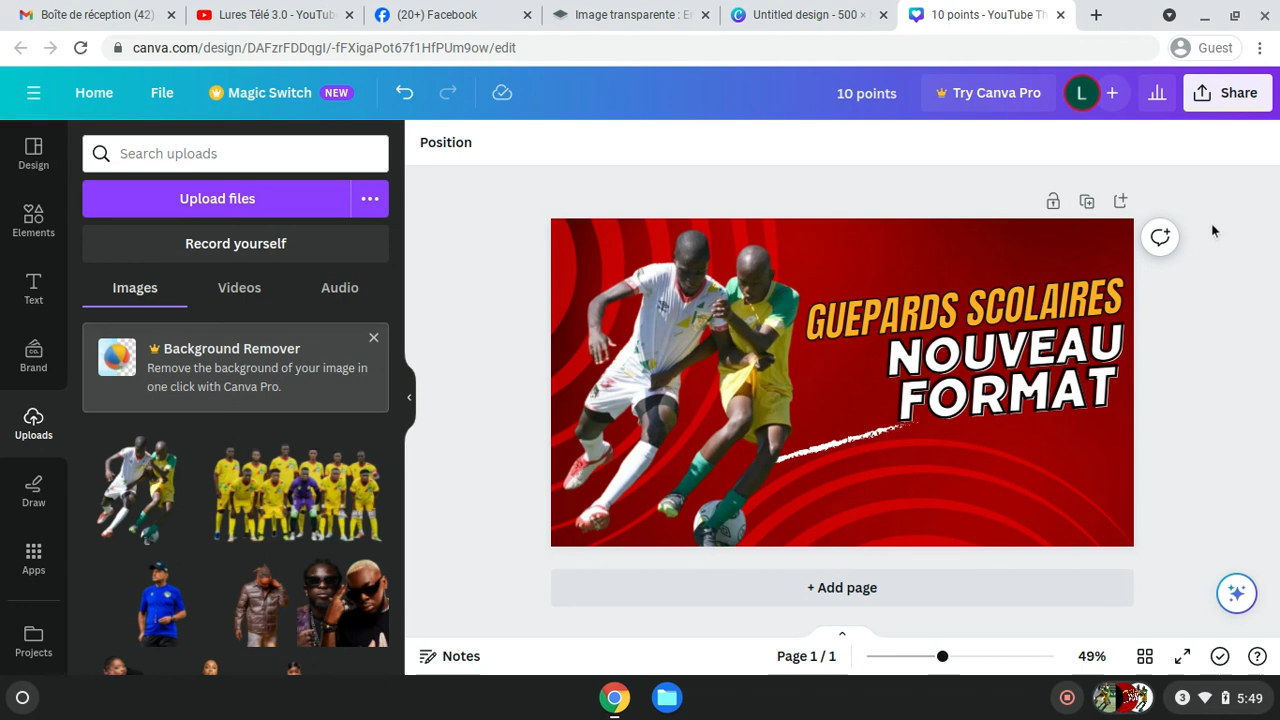 Boîte de réception (42)
Lures Télé 3.0 - YouTub
(20+) Facebook
Image transparente : E
Untitled design - 500 ×
10 points - YouTube Th
canva.com/design/DAFzrFDDqgI/-fFXigaPot67f1HfPUm9ow/edit
Guest
Home
File
Magic Switch
NEW
10 points
Try Canva Pro
L
Share
Design
Elements
Text
Brand
Uploads
Draw
Apps
Projects
Search uploads
Upload files
Record yourself
Images
Videos
Audio
Background Remover
Remove the background of your image in
one click with Canva Pro.
Position
GUEPARDS SCOLAIRES
NOUVEAU
FORMAT
+ Add page
Notes
Page 1 / 1
49%
3
5:49